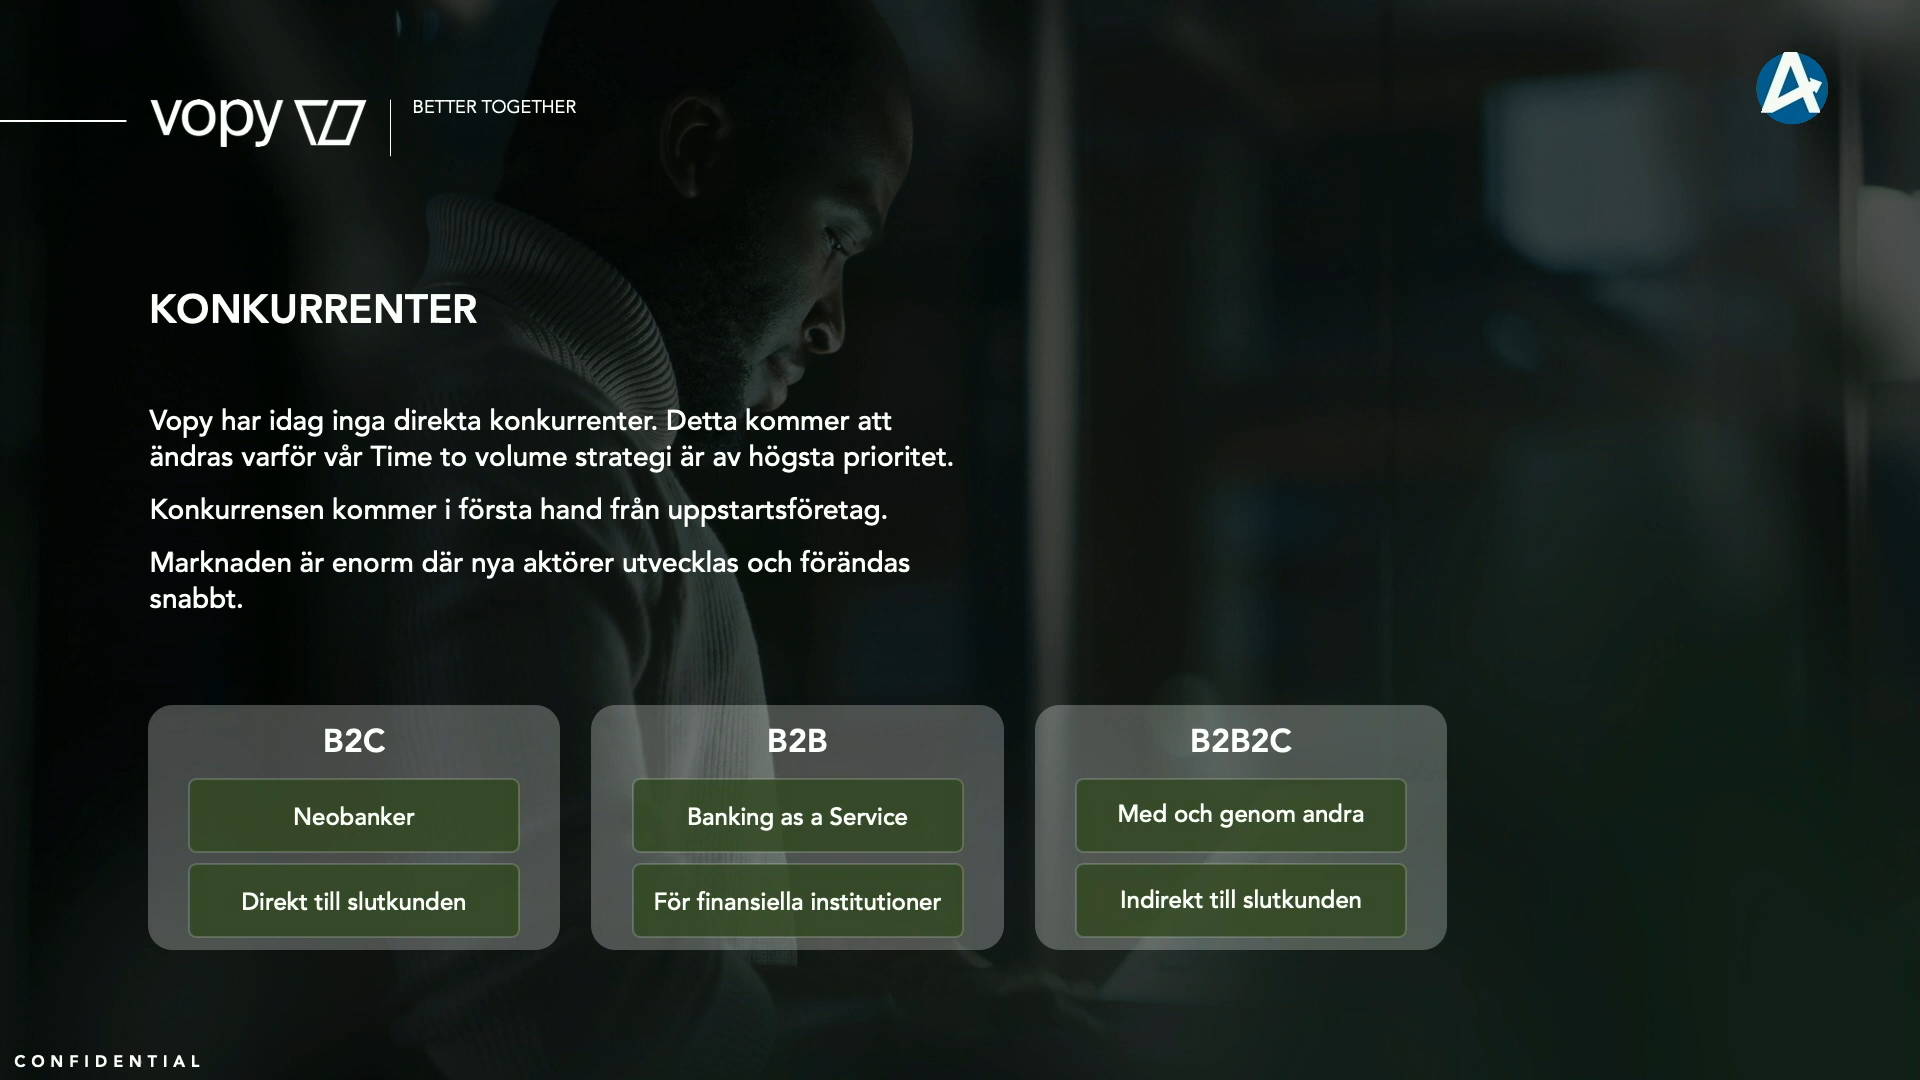 vopy
BETTER TOGETHER
KONKURRENTER
Vopy har idag inga direkta konkurrenter. Detta kommer att
ändras varför vår Time to volume strategi är av högsta prioritet.
Konkurrensen kommer i första hand från uppstartsföretag.
Marknaden är enorm där nya aktörer utvecklas och förändas
snabbt.
B2C
Neobanker
Direkt till slutkunden
B2B
Banking as a Service
För finansiella institutioner
B2B2C
Med och genom andra
Indirekt till slutkunden
CONFIDENTIAL